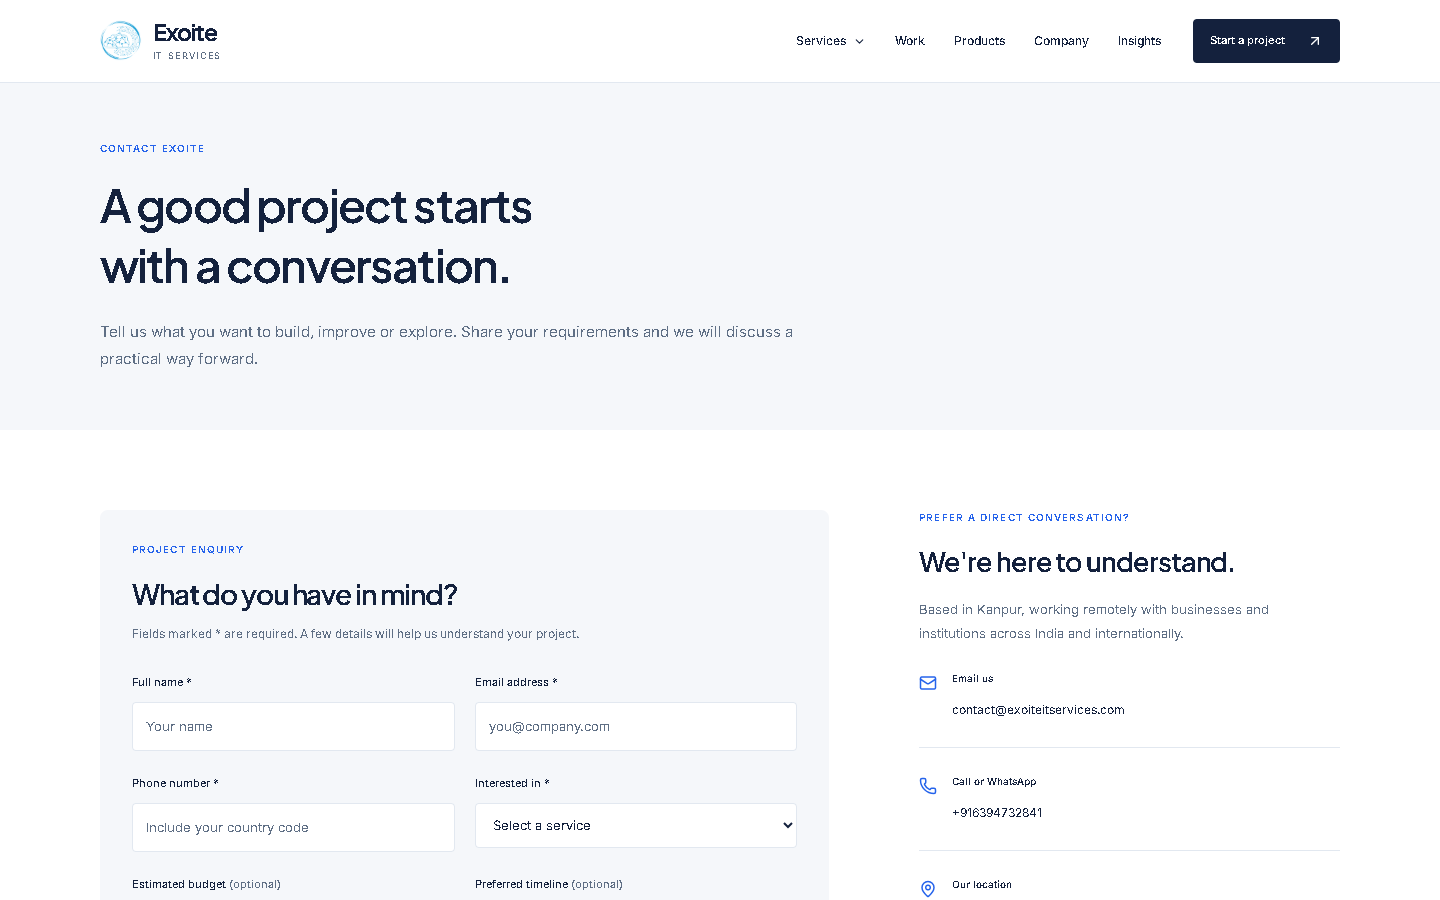 Exoite
IT SERVICES
Services
Work
Products
Company
Insights
Start a project
CONTACT EXOITE
A good project starts
with a conversation.
Tell us what you want to build, improve or explore. Share your requirements and we will discuss a
practical way forward.
PROJECT ENQUIRY
What do you have in mind?
Fields marked * are required. A few details will help us understand your project.
Full name *
Email address *
Your name
you@company.com
Phone number *
Interested in *
Include your country code
Select a service
Estimated budget (optional)
Preferred timeline (optional)
PREFER A DIRECT CONVERSATION?
We're here to understand.
Based in Kanpur, working remotely with businesses and
institutions across India and internationally.
Email us
contact@exoiteitservices.com
Call or WhatsApp
+916394732841
Our location